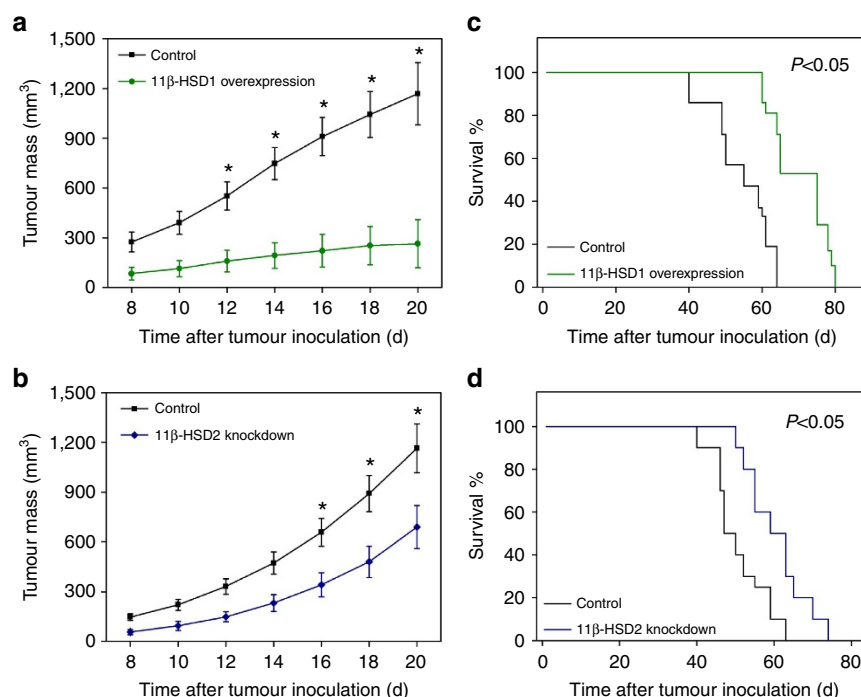 a
1,500
1,200
900
600
300
0
Tumour mass (mm³)
Control
11β-HSD1 overexpression
* * * * *
8 10 12 14 16 18 20
Time after tumour inoculation (d)
c
P<0.05
100
80
60
40
20
0
Survival %
Control
11β-HSD1 overexpression
0 20 40 60 80
Time after tumour inoculation (d)
b
1,500
1,200
900
600
300
0
Tumour mass (mm³)
Control
11β-HSD2 knockdown
* * *
8 10 12 14 16 18 20
Time after tumour inoculation (d)
d
P<0.05
100
80
60
40
20
0
Survival %
Control
11β-HSD2 knockdown
0 20 40 60 80
Time after tumour inoculation (d)